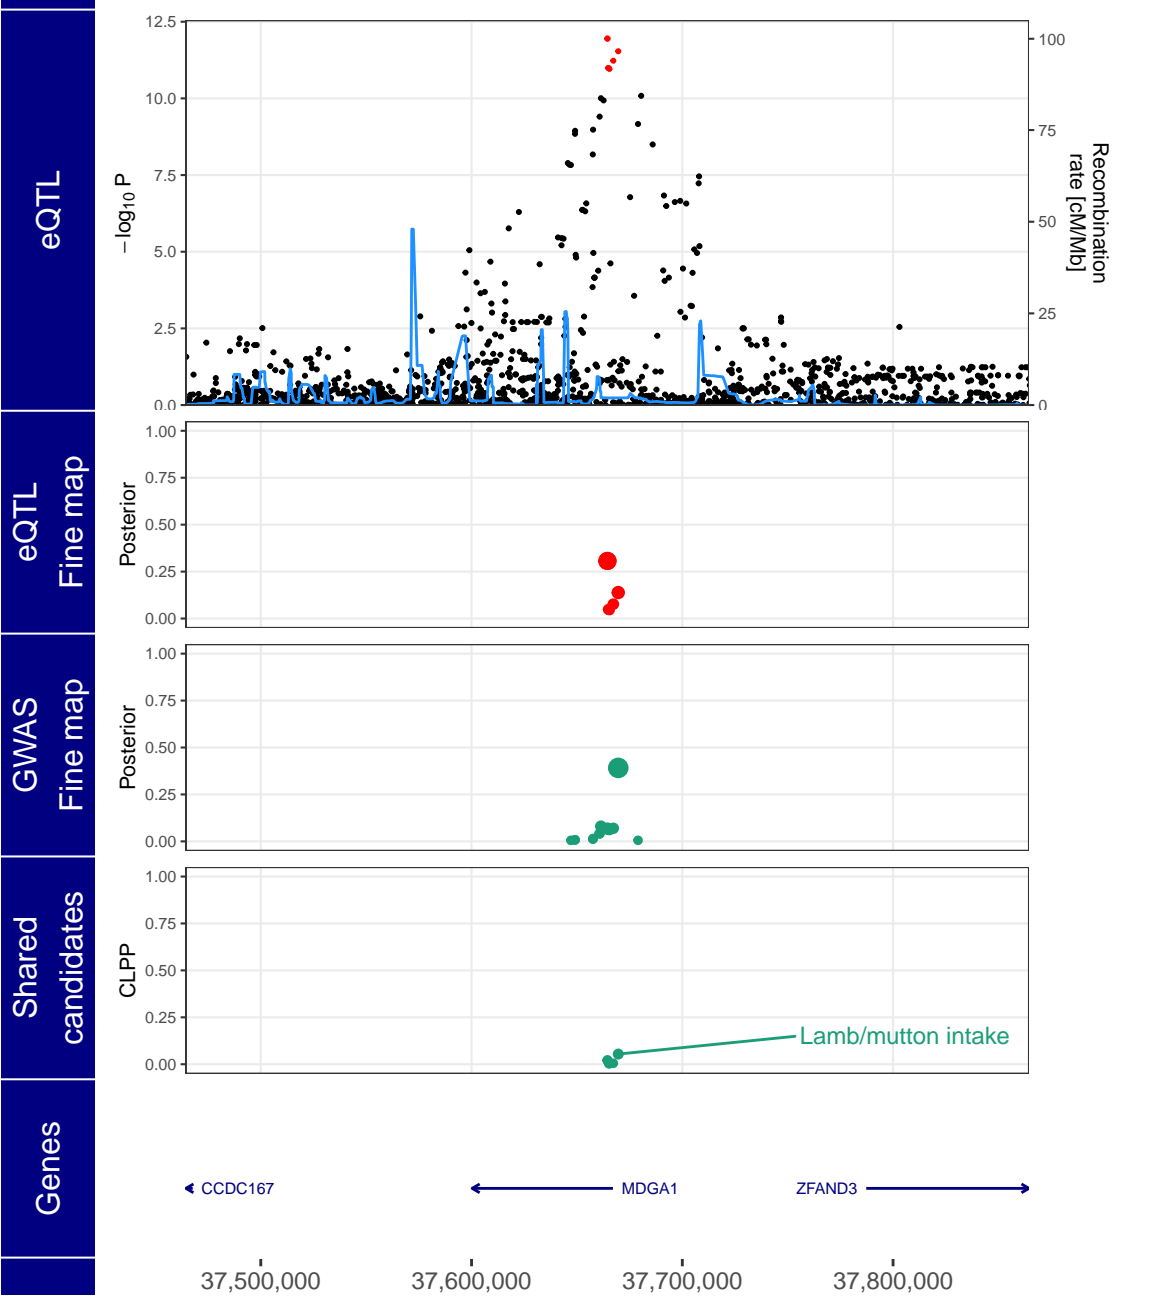 eQTL
12.5
10.0
7.5
5.0
2.5
0.0
−log10 P
100
75
50
25
0
Recombination
rate [cM/Mb]
eQTL
Fine map
1.00
0.75
0.50
0.25
0.00
Posterior
GWAS
Fine map
1.00
0.75
0.50
0.25
0.00
Posterior
Shared
candidates
1.00
0.75
0.50
0.25
0.00
CLPP
Lamb/mutton intake
Genes
CCDC167
MDGA1
ZFAND3
37,500,000
37,600,000
37,700,000
37,800,000